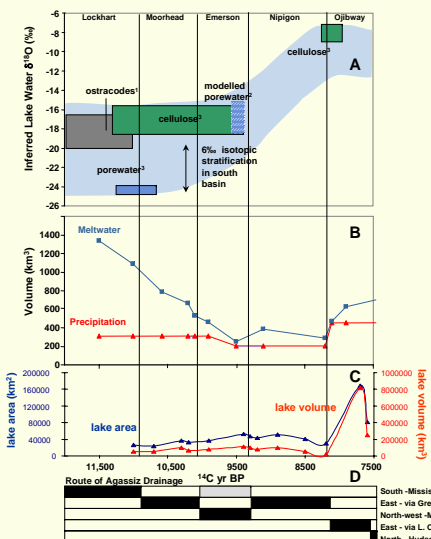 Lockhart Moorhead Emerson Nipigon Ojibway
Inferred Lake Water δ18O (‰)
-6
-8
-10
-12
-14
-16
-18
-20
-22
-24
-26
A
cellulose³
ostracodes¹
modelled
porewater²
cellulose³
porewater³
6‰ isotopic
stratification
in south
basin
B
Volume (km³)
1400
1200
1000
800
600
400
200
0
Meltwater
Precipitation
C
lake area
(km²)
200000
160000
120000
80000
40000
0
lake area
lake volume
1000000
800000
600000
400000
200000
0
lake volume
(km³)
11,500 10,500 9500 8500 7500
Route of Agassiz Drainage
¹⁴C yr BP
D
South -Missis
East - via Gre
North-west -M
East - via L. O
North - Hudso